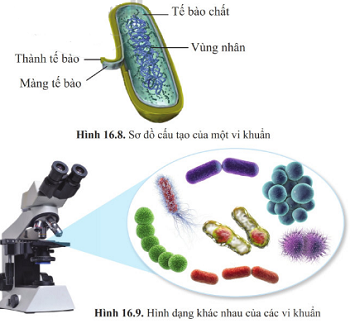 Tế bào chất
Vùng nhân
Thành tế bào
Màng tế bào
Hình 16.8. Sơ đồ cấu tạo của một vi khuẩn
Hình 16.9. Hình dạng khác nhau của các vi khuẩn